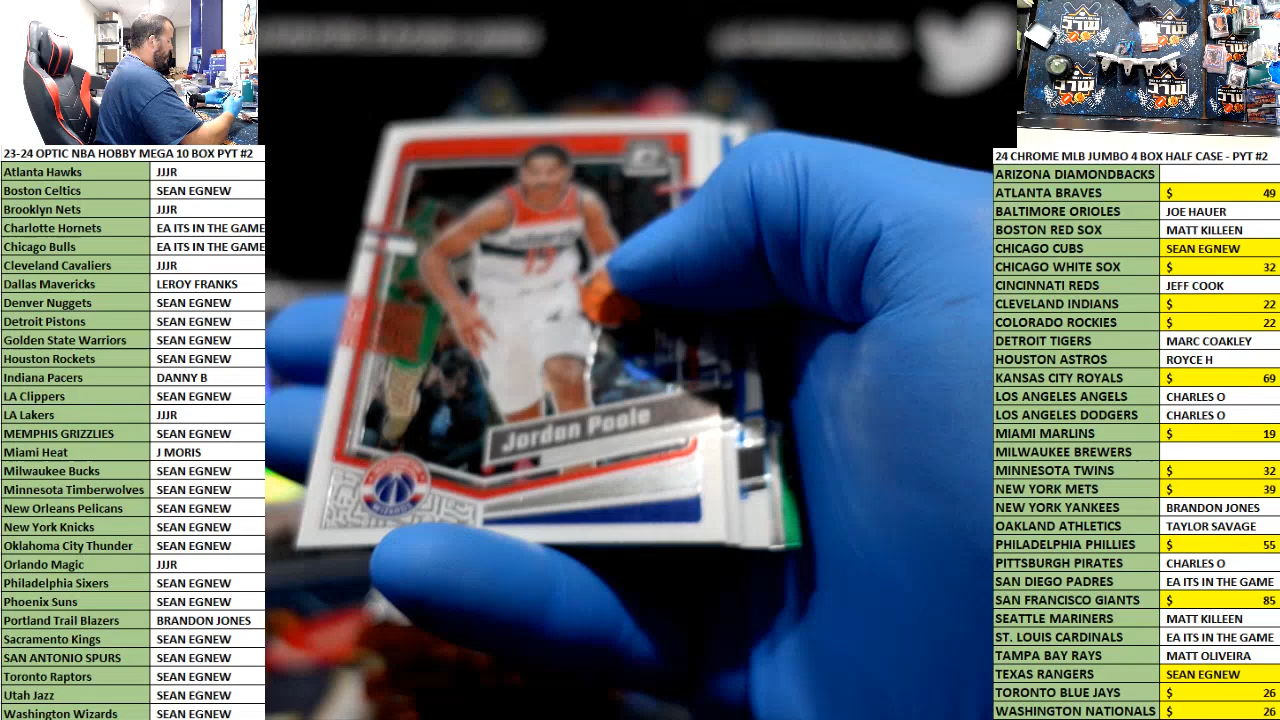 23-24 OPTIC NBA HOBBY MEGA 10 BOX PYT #2
Atlanta Hawks JJJR
Boston Celtics SEAN EGNEW
Brooklyn Nets JJJR
Charlotte Hornets EA ITS IN THE GAME
Chicago Bulls EA ITS IN THE GAME
Cleveland Cavaliers JJJR
Dallas Mavericks LEROY FRANKS
Denver Nuggets SEAN EGNEW
Detroit Pistons SEAN EGNEW
Golden State Warriors SEAN EGNEW
Houston Rockets SEAN EGNEW
Indiana Pacers DANNY B
LA Clippers SEAN EGNEW
LA Lakers JJJR
MEMPHIS GRIZZLIES SEAN EGNEW
Miami Heat J MORIS
Milwaukee Bucks SEAN EGNEW
Minnesota Timberwolves SEAN EGNEW
New Orleans Pelicans SEAN EGNEW
New York Knicks SEAN EGNEW
Oklahoma City Thunder SEAN EGNEW
Orlando Magic JJJR
Philadelphia Sixers SEAN EGNEW
Phoenix Suns SEAN EGNEW
Portland Trail Blazers BRANDON JONES
Sacramento Kings SEAN EGNEW
SAN ANTONIO SPURS SEAN EGNEW
Toronto Raptors SEAN EGNEW
Utah Jazz SEAN EGNEW
Washington Wizards SEAN EGNEW
13
Jordan Poole
WIZARDS
24 CHROME MLB JUMBO 4 BOX HALF CASE - PYT #2
ARIZONA DIAMONDBACKS
ATLANTA BRAVES $ 49
BALTIMORE ORIOLES JOE HAUER
BOSTON RED SOX MATT KILLEEN
CHICAGO CUBS SEAN EGNEW
CHICAGO WHITE SOX $ 32
CINCINNATI REDS JEFF COOK
CLEVELAND INDIANS $ 22
COLORADO ROCKIES $ 22
DETROIT TIGERS MARC COAKLEY
HOUSTON ASTROS ROYCE H
KANSAS CITY ROYALS $ 69
LOS ANGELES ANGELS CHARLES O
LOS ANGELES DODGERS CHARLES O
MIAMI MARLINS $ 19
MILWAUKEE BREWERS
MINNESOTA TWINS $ 32
NEW YORK METS $ 39
NEW YORK YANKEES BRANDON JONES
OAKLAND ATHLETICS TAYLOR SAVAGE
PHILADELPHIA PHILLIES $ 55
PITTSBURGH PIRATES CHARLES O
SAN DIEGO PADRES EA ITS IN THE GAME
SAN FRANCISCO GIANTS $ 85
SEATTLE MARINERS MATT KILLEEN
ST. LOUIS CARDINALS EA ITS IN THE GAME
TAMPA BAY RAYS MATT OLIVEIRA
TEXAS RANGERS SEAN EGNEW
TORONTO BLUE JAYS $ 26
WASHINGTON NATIONALS $ 26